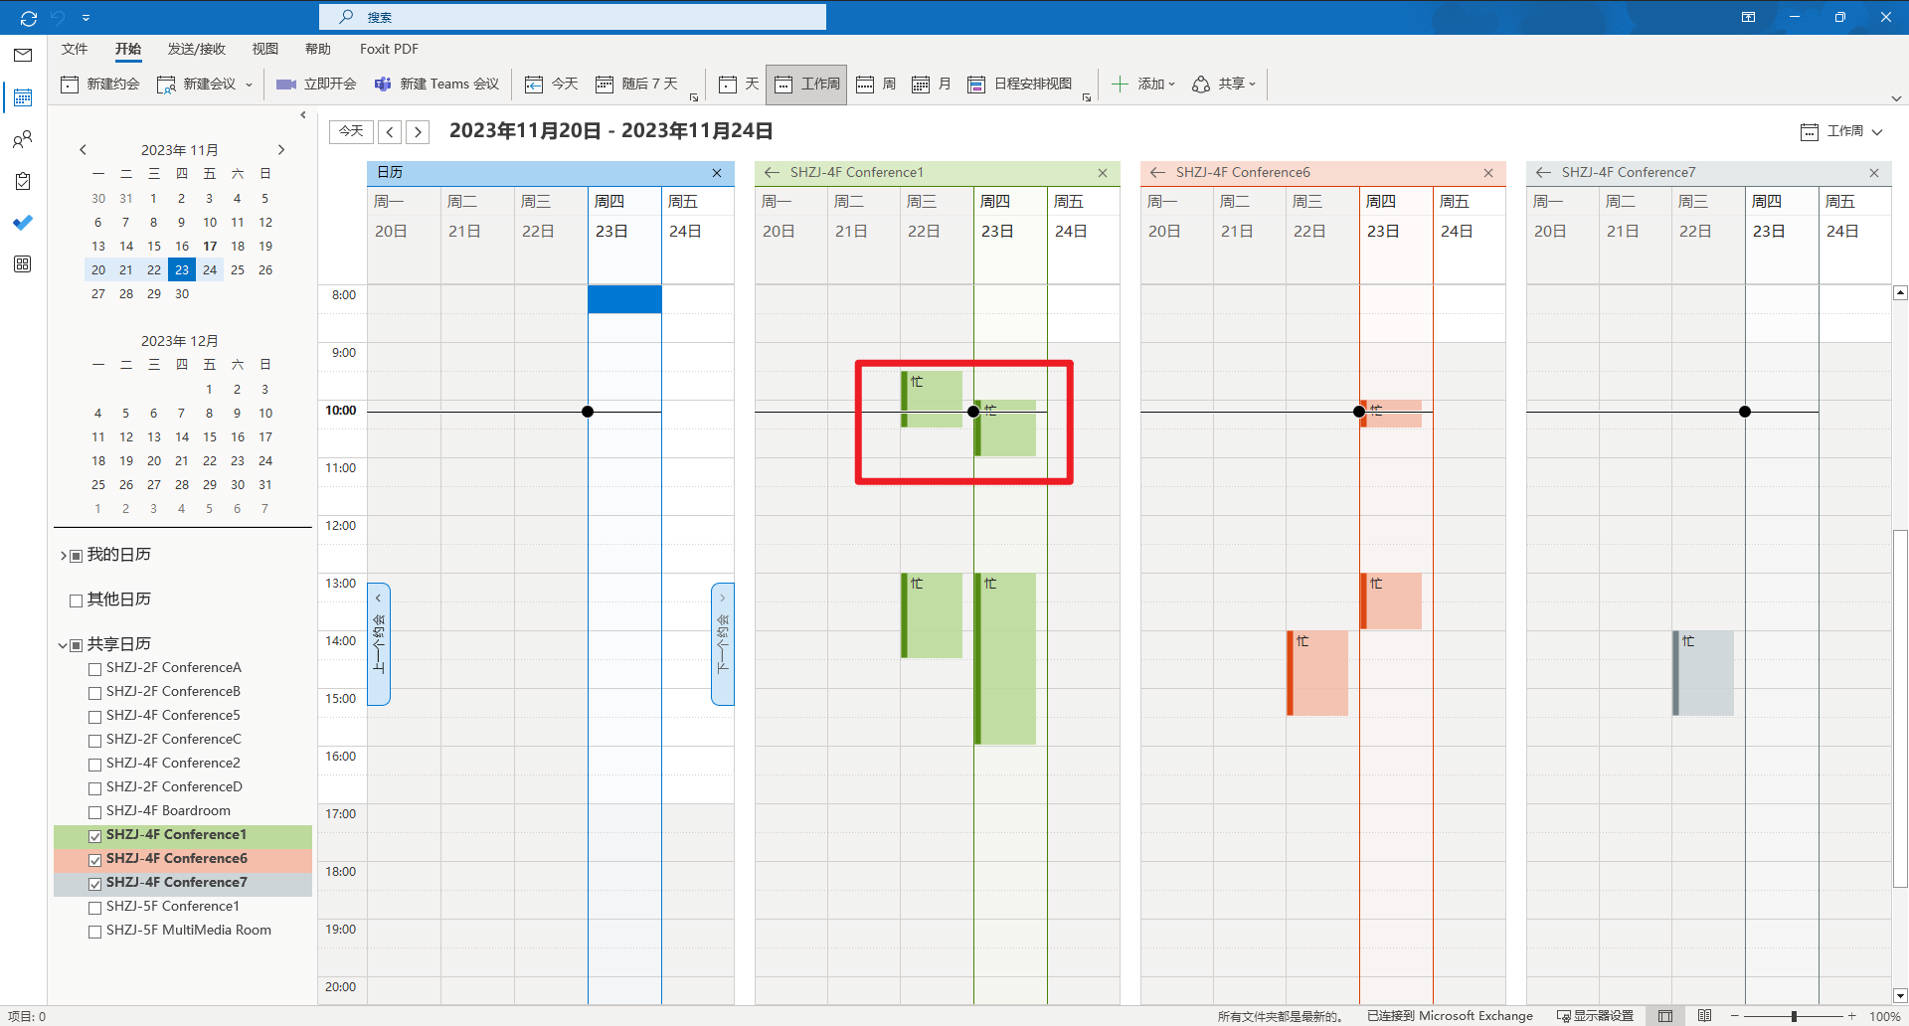 搜索
文件 开始 发送/接收 视图 帮助 Foxit PDF
新建约会 新建会议 立即开会 新建 Teams 会议 今天 随后 7 天 天 工作周 周 月 日程安排视图 添加 共享
今天 2023年11月20日 - 2023年11月24日 工作周
2023年 11月
一 二 三 四 五 六 日
30 31 1 2 3 4 5
6 7 8 9 10 11 12
13 14 15 16 17 18 19
20 21 22 23 24 25 26
27 28 29 30
2023年 12月
一 二 三 四 五 六 日
1 2 3
4 5 6 7 8 9 10
11 12 13 14 15 16 17
18 19 20 21 22 23 24
25 26 27 28 29 30 31
1 2 3 4 5 6 7
我的日历
其他日历
共享日历
SHZJ-2F ConferenceA
SHZJ-2F ConferenceB
SHZJ-4F Conference5
SHZJ-2F ConferenceC
SHZJ-4F Conference2
SHZJ-2F ConferenceD
SHZJ-4F Boardroom
SHZJ-4F Conference1
SHZJ-4F Conference6
SHZJ-4F Conference7
SHZJ-5F Conference1
SHZJ-5F MultiMedia Room
日历
周一 周二 周三 周四 周五
20日 21日 22日 23日 24日
SHZJ-4F Conference1
周一 周二 周三 周四 周五
20日 21日 22日 23日 24日
SHZJ-4F Conference6
周一 周二 周三 周四 周五
20日 21日 22日 23日 24日
SHZJ-4F Conference7
周一 周二 周三 周四 周五
20日 21日 22日 23日 24日
8:00
9:00
忙
10:00 忙 忙
11:00
12:00
13:00 忙 忙 忙
14:00 忙 忙
15:00
16:00
17:00
18:00
19:00
20:00
上一个约会
下一个约会
项目: 0 所有文件夹都是最新的。 已连接到 Microsoft Exchange 显示器设置 100%